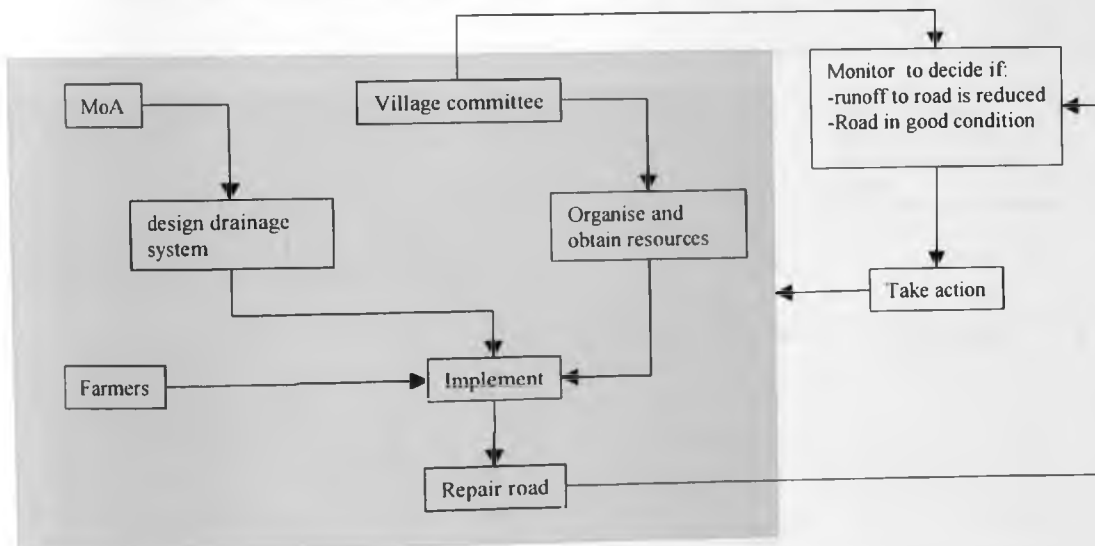 MoA
Village committee
Monitor to decide if:
-runoff to road is reduced
-Road in good condition
design drainage
system
Organise and
obtain resources
Take action
Farmers
Implement
Repair road